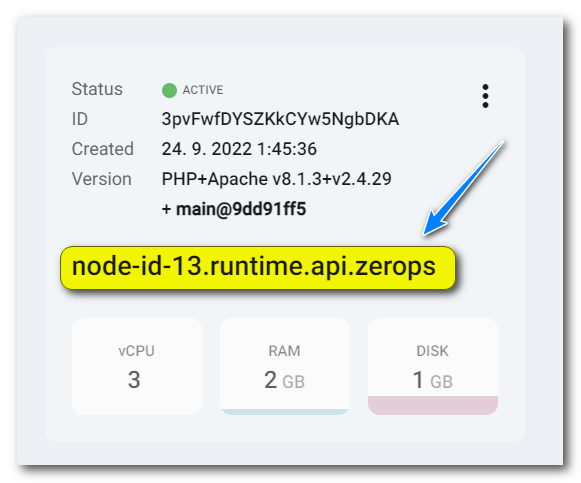 Status ACTIVE
ID 3pvFwfDYSZKkCYw5NgbDKA
Created 24. 9. 2022 1:45:36
Version PHP+Apache v8.1.3+v2.4.29
+ main@9dd91ff5
node-id-13.runtime.api.zerops
vCPU RAM DISK
3 2 GB 1 GB